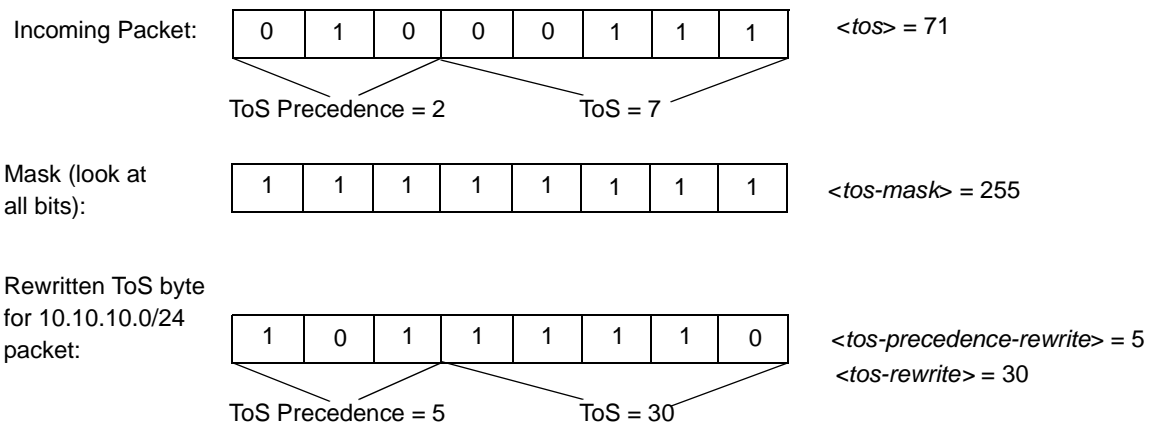 Incoming Packet: 0 1 0 0 0 1 1 1 <tos> = 71
ToS Precedence = 2 ToS = 7
Mask (look at
all bits): 1 1 1 1 1 1 1 1 <tos-mask> = 255
Rewritten ToS byte
for 10.10.10.0/24
packet: 1 0 1 1 1 1 1 0 <tos-precedence-rewrite> = 5
<tos-rewrite> = 30
ToS Precedence = 5 ToS = 30